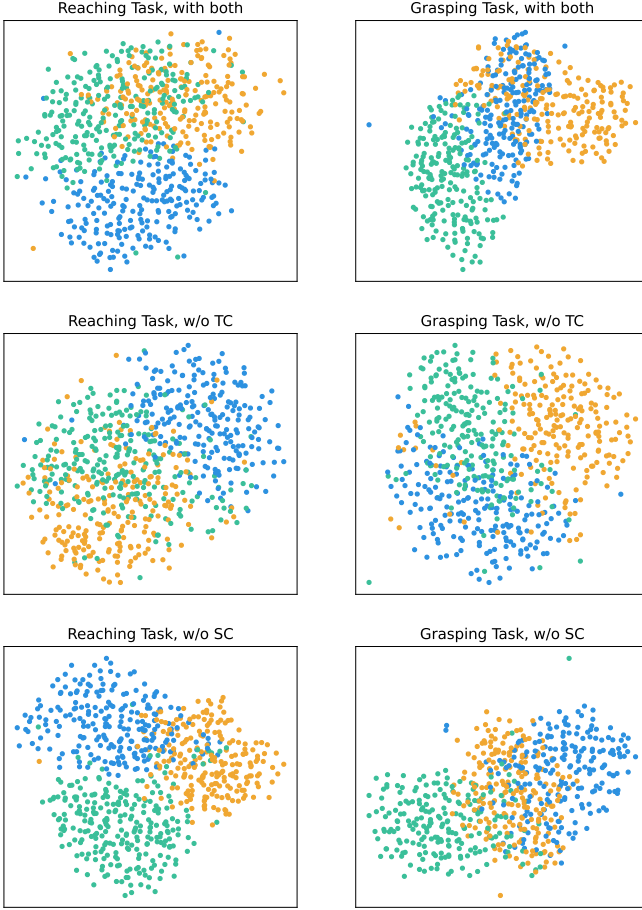 Reaching Task, with both
Grasping Task, with both
Reaching Task, w/o TC
Grasping Task, w/o TC
Reaching Task, w/o SC
Grasping Task, w/o SC